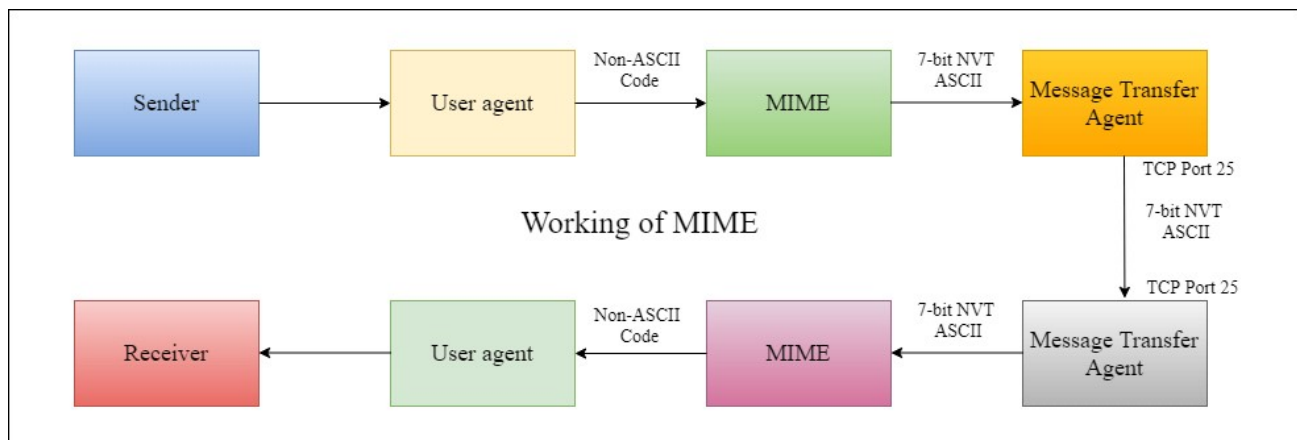 Sender
User agent
Non-ASCII
Code
MIME
7-bit NVT
ASCII
Message Transfer
Agent
TCP Port 25
7-bit NVT
ASCII
TCP Port 25
Working of MIME
Receiver
User agent
Non-ASCII
Code
MIME
7-bit NVT
ASCII
Message Transfer
Agent